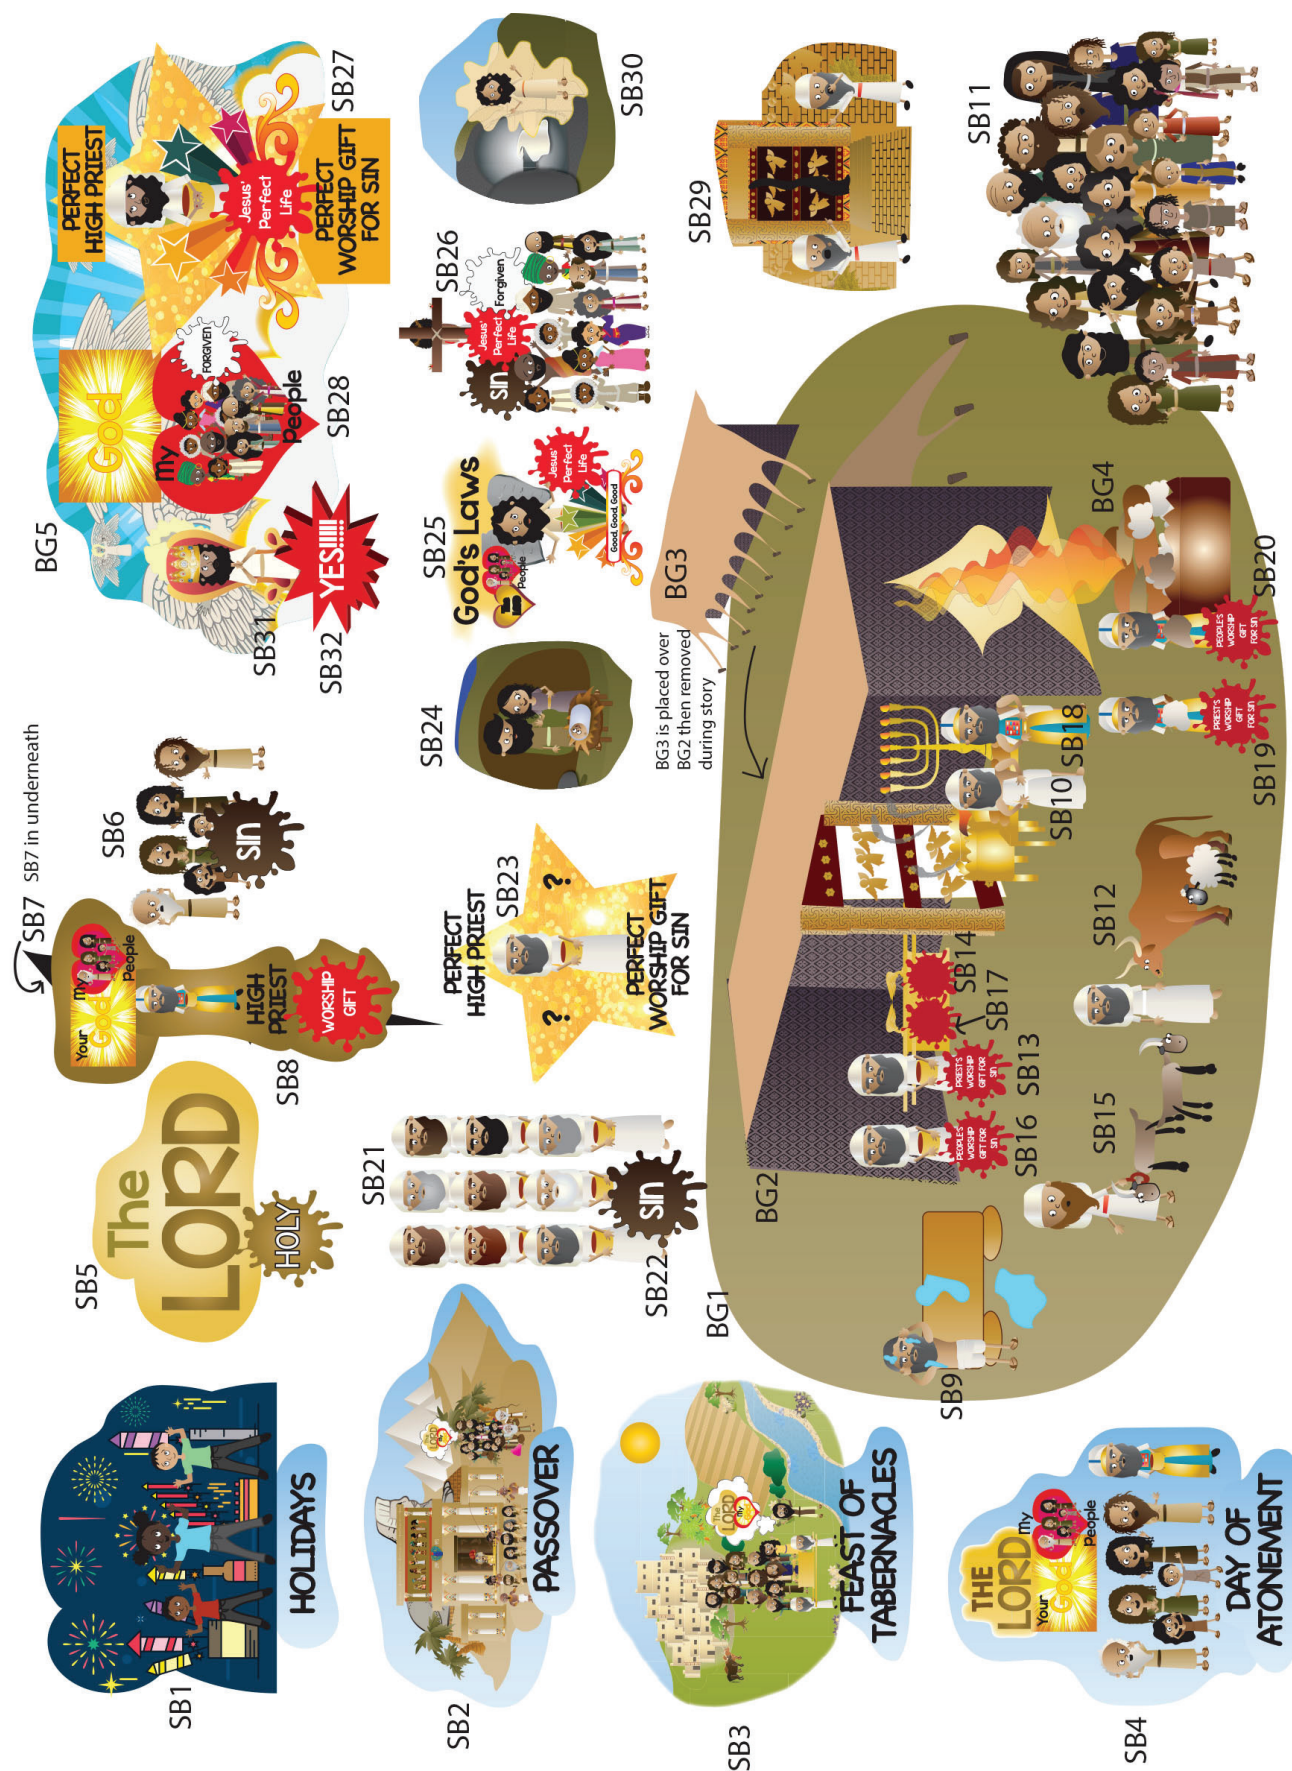 SB1
HOLIDAYS
SB2
PASSOVER
SB3
The
LORD
my
God
FEAST OF
TABERNACLES
SB4
THE
LORD
Your
God
my
People
DAY OF
ATONEMENT
SB5
The
LORD
HOLY
SB7
SB7 in underneath
Your
God
my
People
HIGH
PRIEST
WORSHIP
GIFT
SB8
SB6
SIN
SB21
SIN
SB22
PERFECT
HIGH PRIEST
?
?
SB23
PERFECT
WORSHIP GIFT
FOR SIN
SB24
SB25
God's Laws
People
Jesus'
Perfect
Life
Good, Good, Good
SB26
SIN
Jesus'
Perfect
Life
Forgiven
BG5
God
my
People
FORGIVEN
SB28
SB31
YES!!!!!
SB32
PERFECT
HIGH PRIEST
Jesus'
Perfect
Life
PERFECT
WORSHIP GIFT
FOR SIN
SB27
SB30
SB29
SB11
BG3
BG3 is placed over
BG2 then removed
during story
BG1
BG2
BG4
SB9
PEOPLE'S
WORSHIP
GIFT FOR
SIN
SB16
PRIEST'S
WORSHIP
GIFT FOR
SIN
SB13
SB17
SB14
SB10
SB18
SB15
SB12
PRIEST'S
WORSHIP
GIFT
FOR SIN
SB19
PEOPLE'S
WORSHIP
GIFT
FOR SIN
SB20